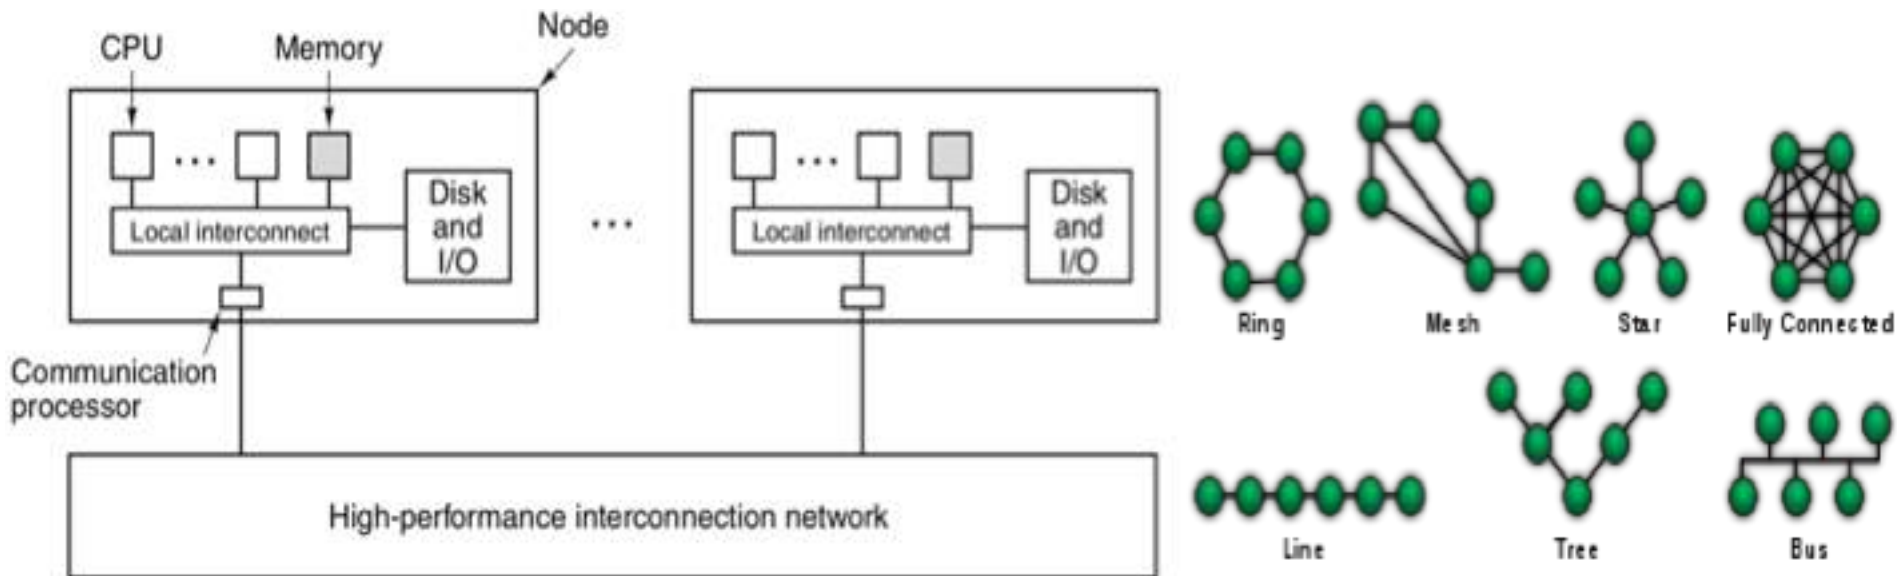 CPU
Memory
Node
Local interconnect
Disk
and
I/O
...
Local interconnect
Disk
and
I/O
Communication
processor
High-performance interconnection network
Ring
Mesh
Star
Fully Connected
Line
Tree
Bus